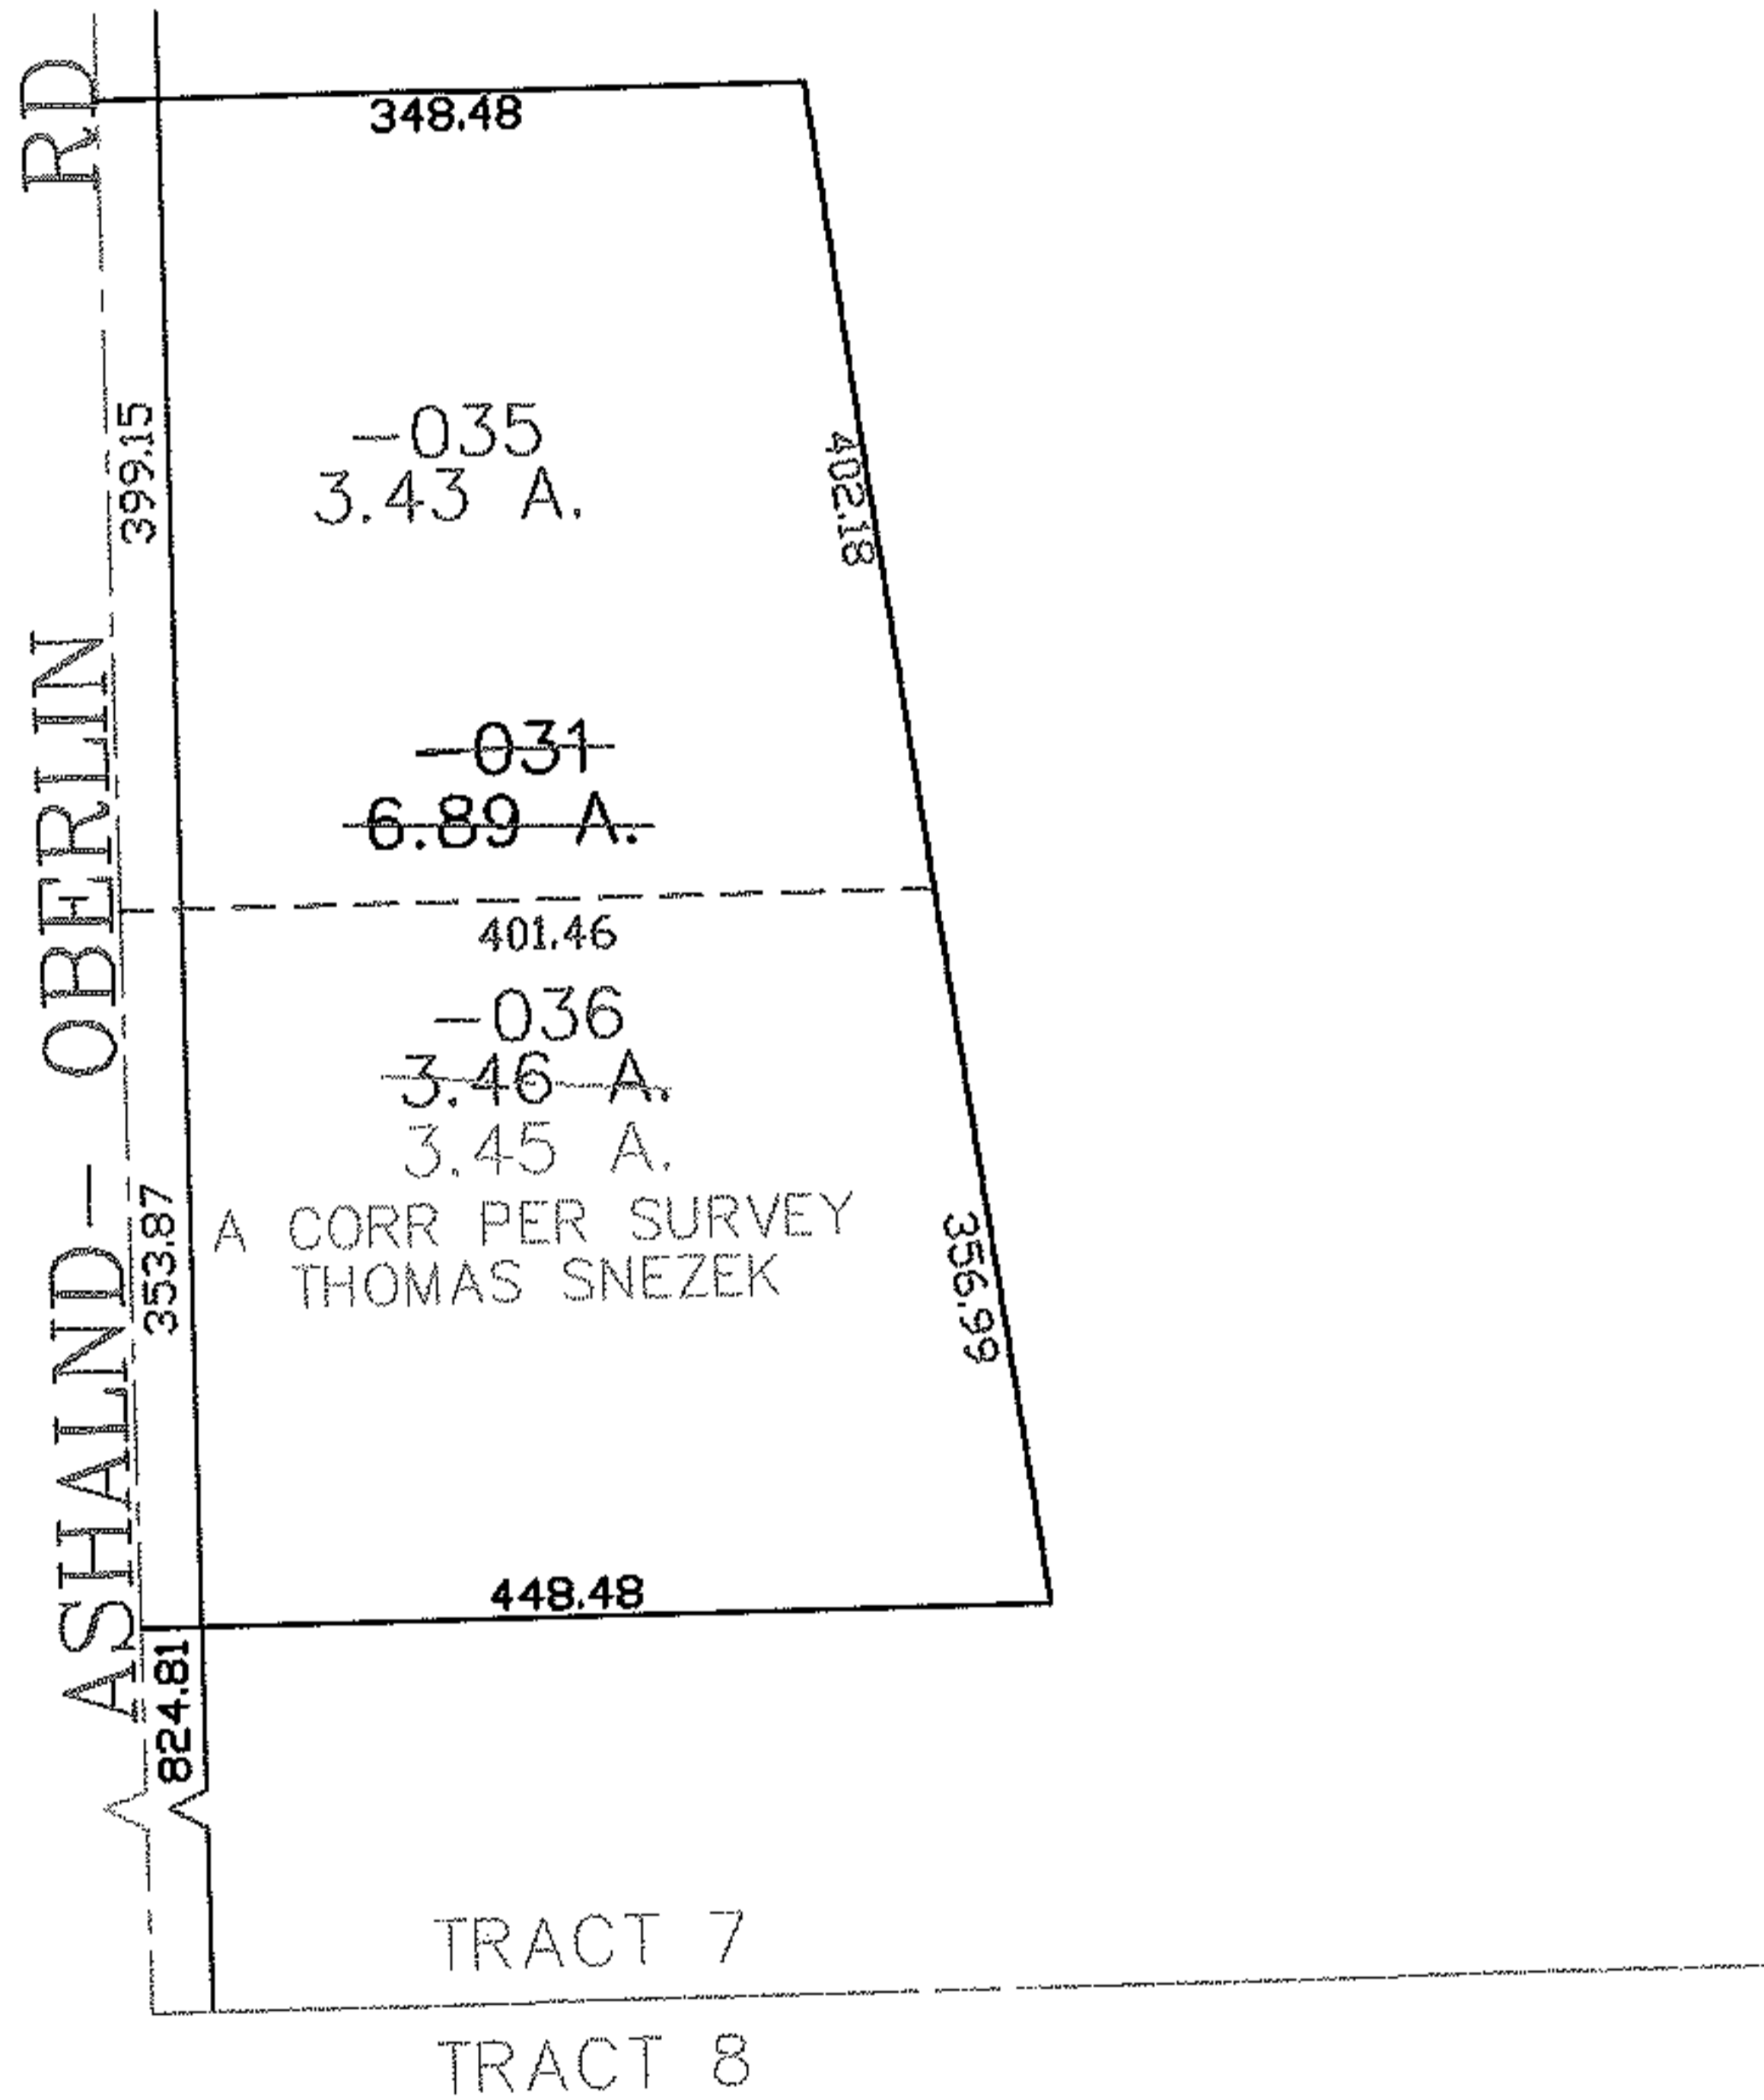 ASHALND - OBERLIN RD
348.48
399.15
-035
3.43 A.
402.18
-031
6.89 A.
401.46
-036
3.46 A.
3.45 A.
A CORR PER SURVEY
THOMAS SNEZEK
353.87
356.99
448.48
824.81
TRACT 7
TRACT 8